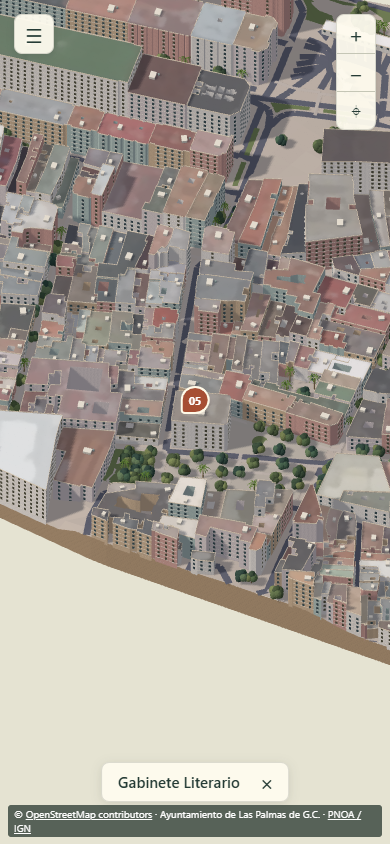 05
Gabinete Literario
© OpenStreetMap contributors · Ayuntamiento de Las Palmas de G.C. · PNOA /
IGN